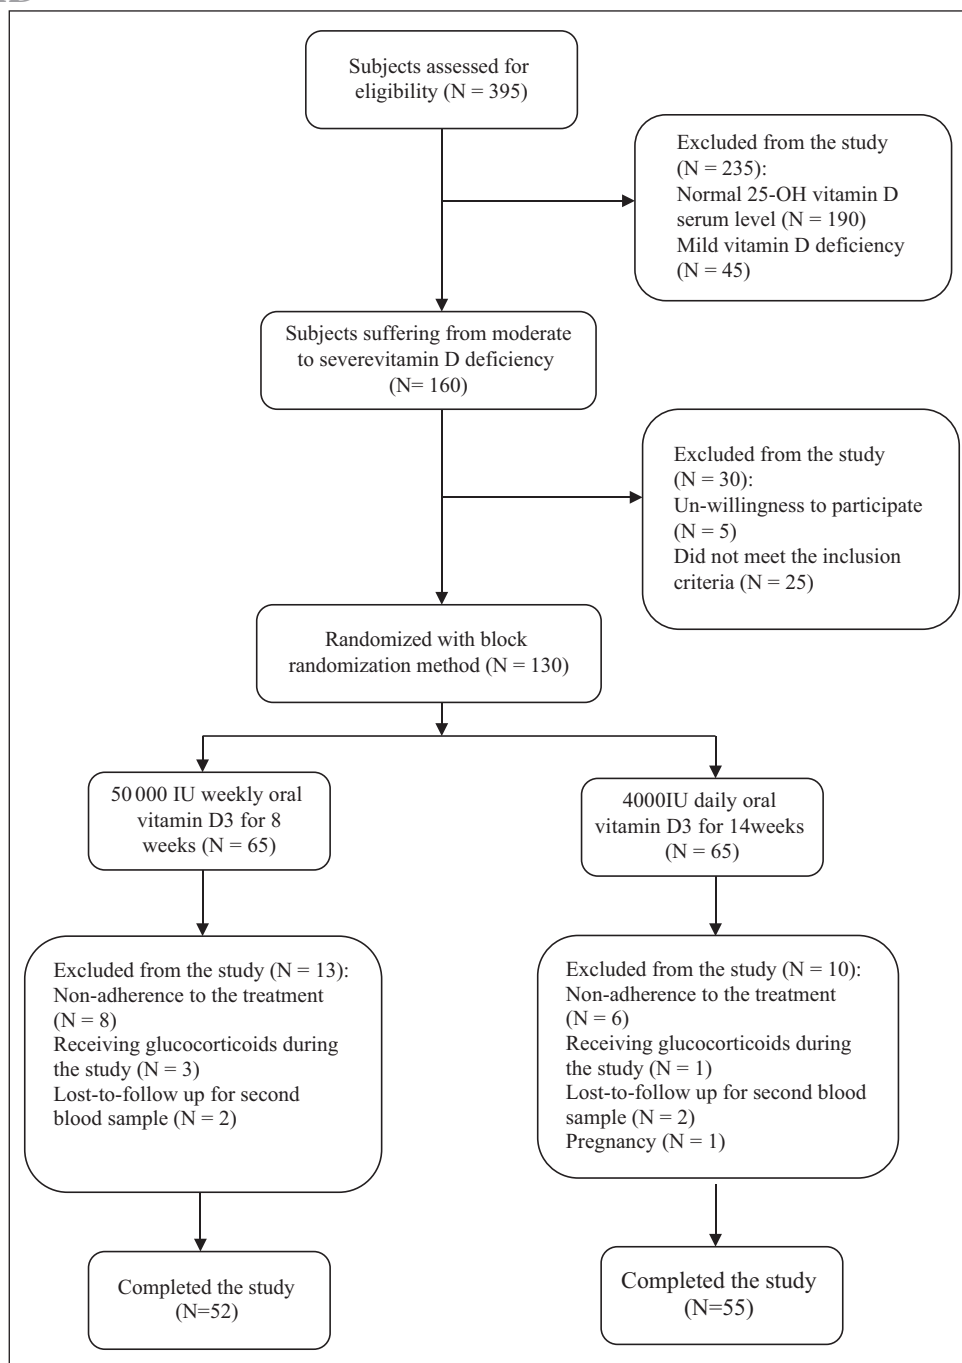 Subjects assessed for
eligibility (N = 395)
Excluded from the study
(N = 235):
Normal 25-OH vitamin D
serum level (N = 190)
Mild vitamin D deficiency
(N = 45)
Subjects suffering from moderate
to severevitamin D deficiency
(N= 160)
Excluded from the study
(N = 30):
Un-willingness to participate
(N = 5)
Did not meet the inclusion
criteria (N = 25)
Randomized with block
randomization method (N = 130)
50 000 IU weekly oral
vitamin D3 for 8
weeks (N = 65)
4000IU daily oral
vitamin D3 for 14weeks
(N = 65)
Excluded from the study (N = 13):
Non-adherence to the treatment
(N = 8)
Receiving glucocorticoids during
the study (N = 3)
Lost-to-follow up for second
blood sample (N = 2)
Excluded from the study (N = 10):
Non-adherence to the treatment
(N = 6)
Receiving glucocorticoids during
the study (N = 1)
Lost-to-follow up for second blood
sample (N = 2)
Pregnancy (N = 1)
Completed the study
(N=52)
Completed the study
(N=55)